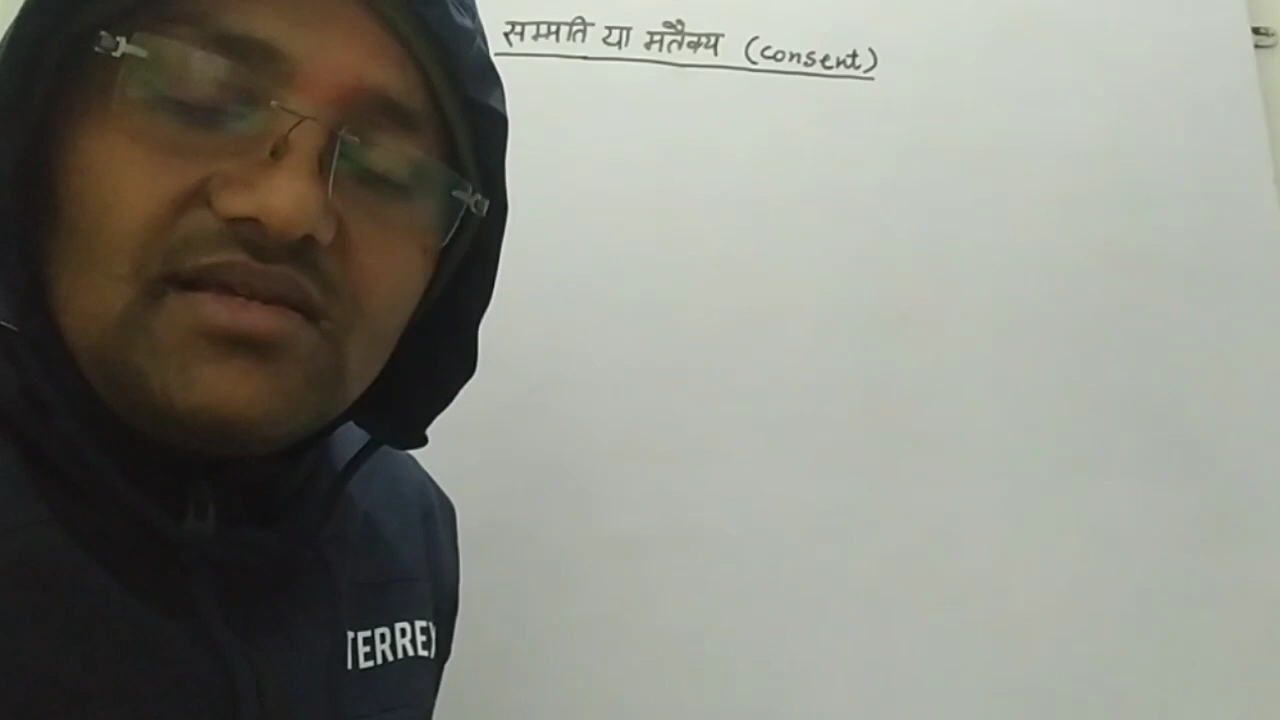 सम्मति या मतैक्य (consent)
TERREX